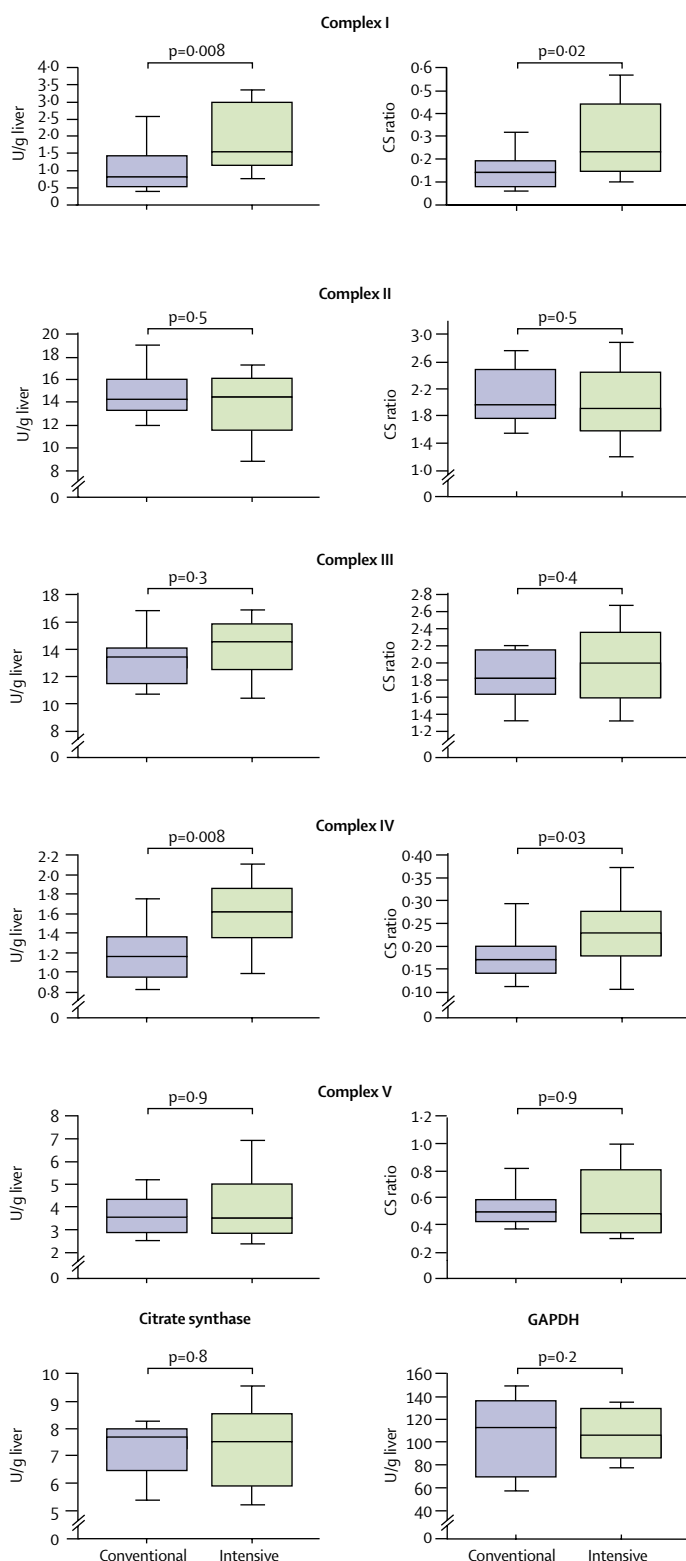 Complex I
p=0·008
U/g liver
4·0
3·5
3·0
2·5
2·0
1·5
1·0
0·5
0
p=0·02
CS ratio
0·6
0·5
0·4
0·3
0·2
0·1
0
Complex II
p=0·5
U/g liver
20
18
16
14
12
10
8
0
p=0·5
CS ratio
3·0
2·6
2·2
1·8
1·4
1·0
0
Complex III
p=0·3
U/g liver
18
16
14
12
10
8
0
p=0·4
CS ratio
2·8
2·6
2·4
2·2
2·0
1·8
1·6
1·4
1·2
0
Complex IV
p=0·008
U/g liver
2·2
2·0
1·8
1·6
1·4
1·2
1·0
0·8
0
p=0·03
CS ratio
0·40
0·35
0·30
0·25
0·20
0·15
0·10
0
Complex V
p=0·9
U/g liver
8
7
6
5
4
3
2
0
p=0·9
CS ratio
1·2
1·0
0·8
0·6
0·4
0·2
0
Citrate synthase
p=0·8
U/g liver
10
9
8
7
6
5
0
Conventional Intensive
GAPDH
p=0·2
U/g liver
160
140
120
100
80
60
40
0
Conventional Intensive